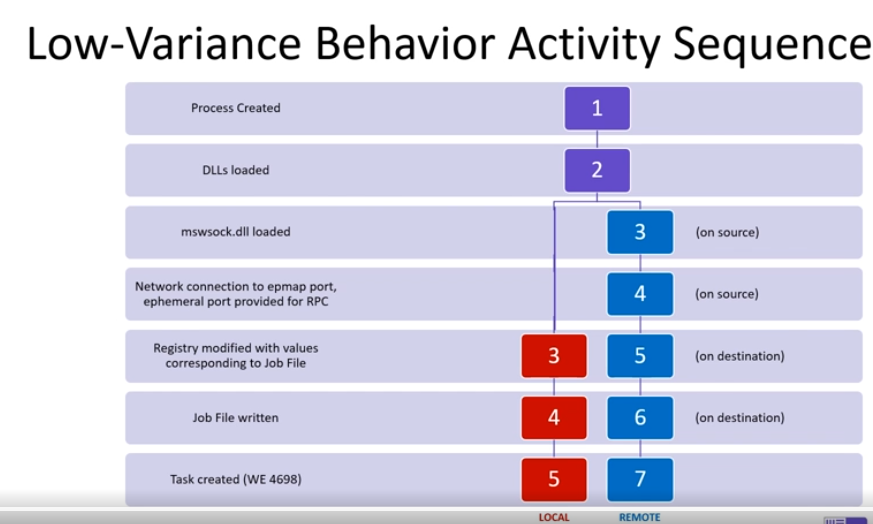 Low-Variance Behavior Activity Sequence
Process Created
1
DLLs loaded
2
mswsock.dll loaded
3
(on source)
Network connection to epmap port,
ephemeral port provided for RPC
4
(on source)
Registry modified with values
corresponding to Job File
3
5
(on destination)
Job File written
4
6
(on destination)
Task created (WE 4698)
5
7
LOCAL
REMOTE